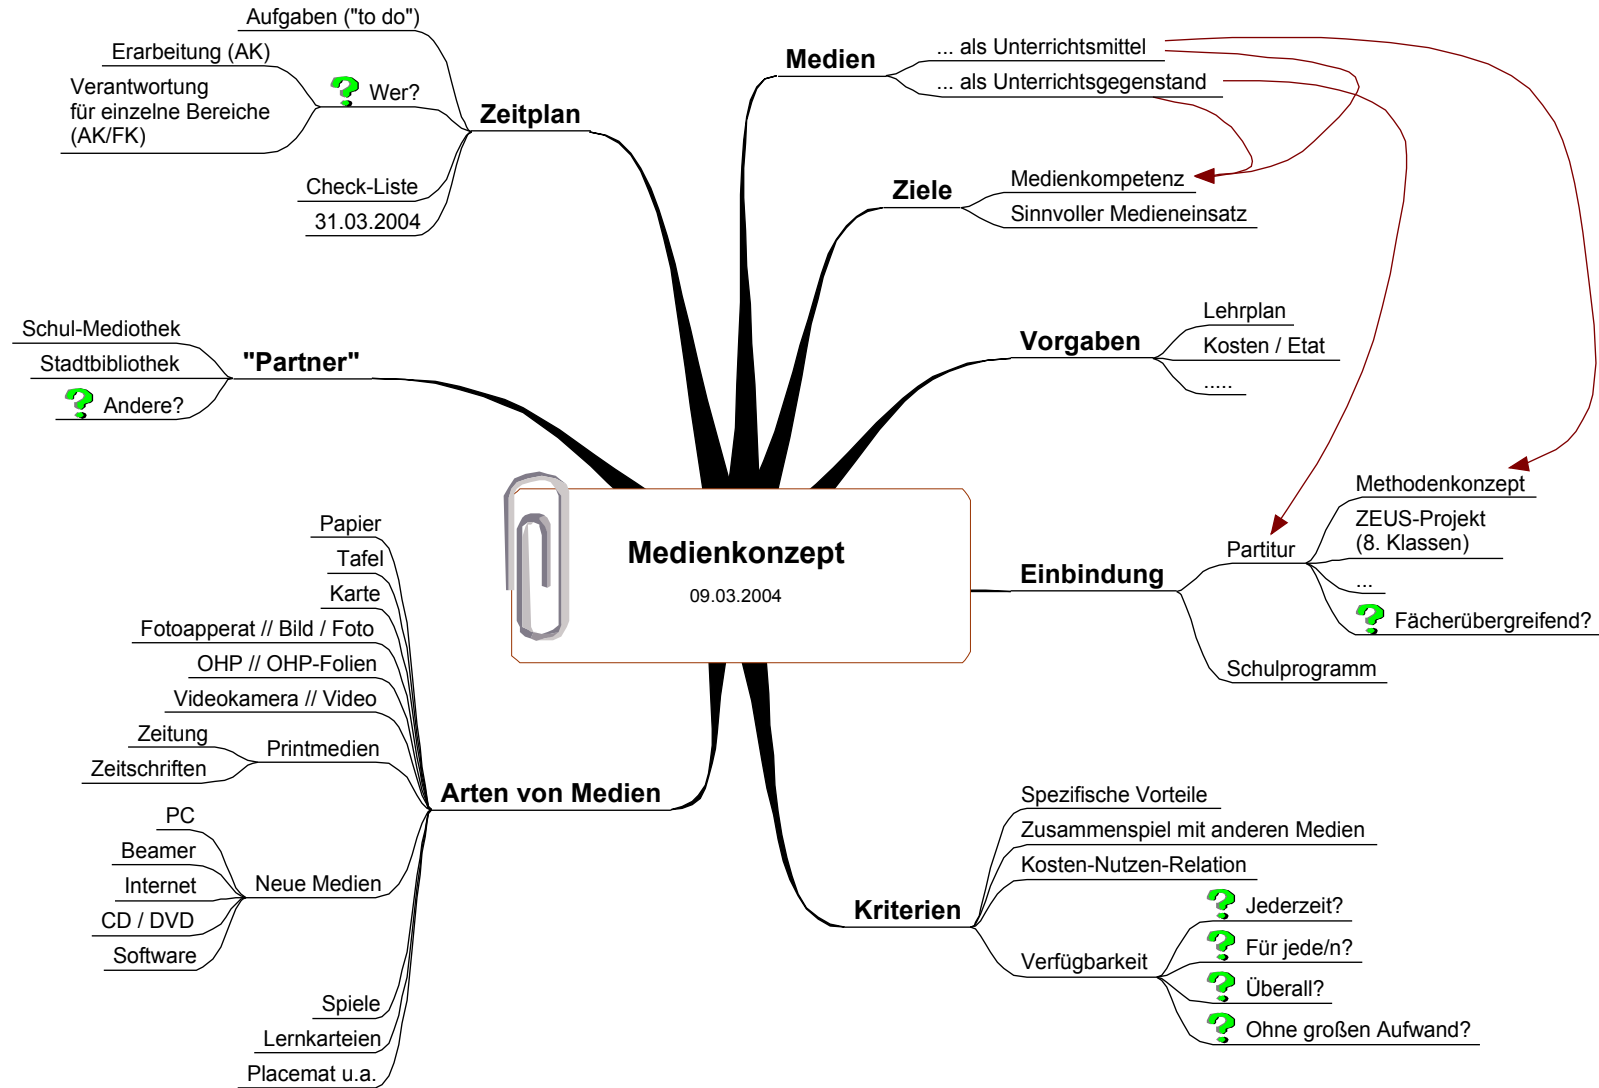 Medienkonzept
09.03.2004
Medien
... als Unterrichtsmittel
... als Unterrichtsgegenstand
Ziele
Medienkompetenz
Sinnvoller Medieneinsatz
Vorgaben
Lehrplan
Kosten / Etat
.....
Einbindung
Partitur
Methodenkonzept
ZEUS-Projekt
(8. Klassen)
...
Fächerübergreifend?
Schulprogramm
Kriterien
Spezifische Vorteile
Zusammenspiel mit anderen Medien
Kosten-Nutzen-Relation
Verfügbarkeit
Jederzeit?
Für jede/n?
Überall?
Ohne großen Aufwand?
Arten von Medien
Papier
Tafel
Karte
Fotoapperat // Bild / Foto
OHP // OHP-Folien
Videokamera // Video
Printmedien
Zeitung
Zeitschriften
Neue Medien
PC
Beamer
Internet
CD / DVD
Software
Spiele
Lernkarteien
Placemat u.a.
"Partner"
Schul-Mediothek
Stadtbibliothek
Andere?
Zeitplan
Aufgaben ("to do")
Wer?
Erarbeitung (AK)
Verantwortung
für einzelne Bereiche
(AK/FK)
Check-Liste
31.03.2004